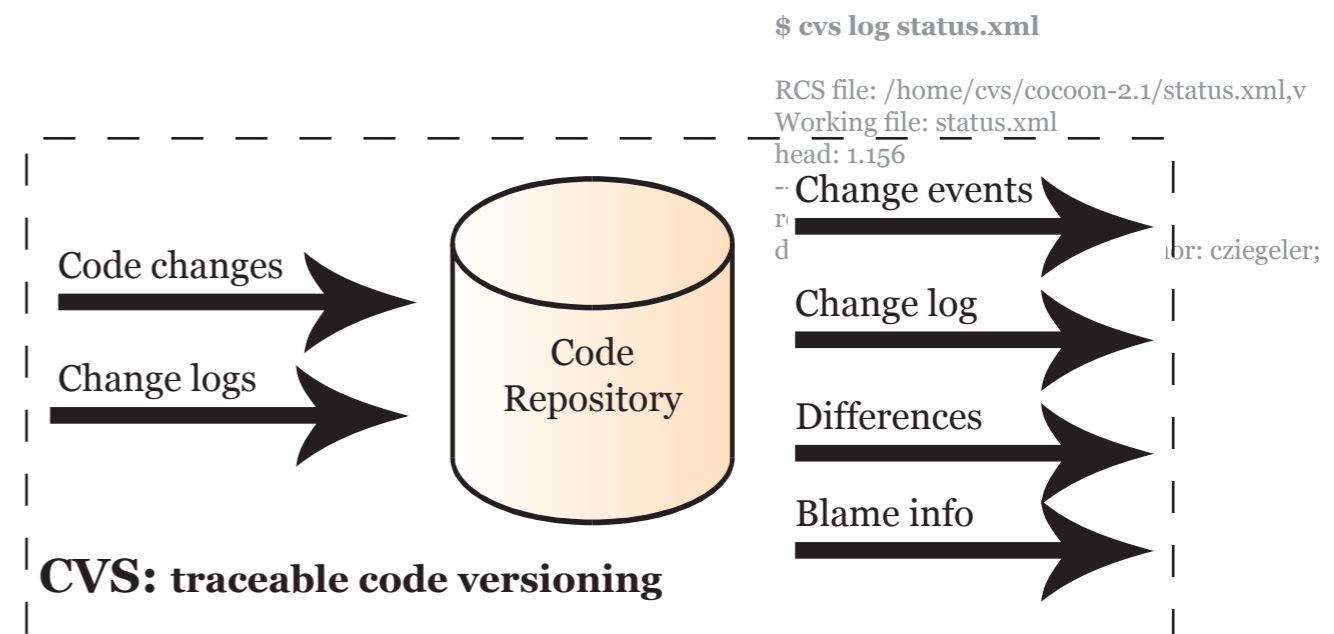 $ cvs log status.xml
RCS file: /home/cvs/cocoon-2.1/status.xml,v
Working file: status.xml
head: 1.156
Change events
cziegeler;
Code changes
Change log
Code
Repository
Change logs
Differences
Blame info
CVS: traceable code versioning